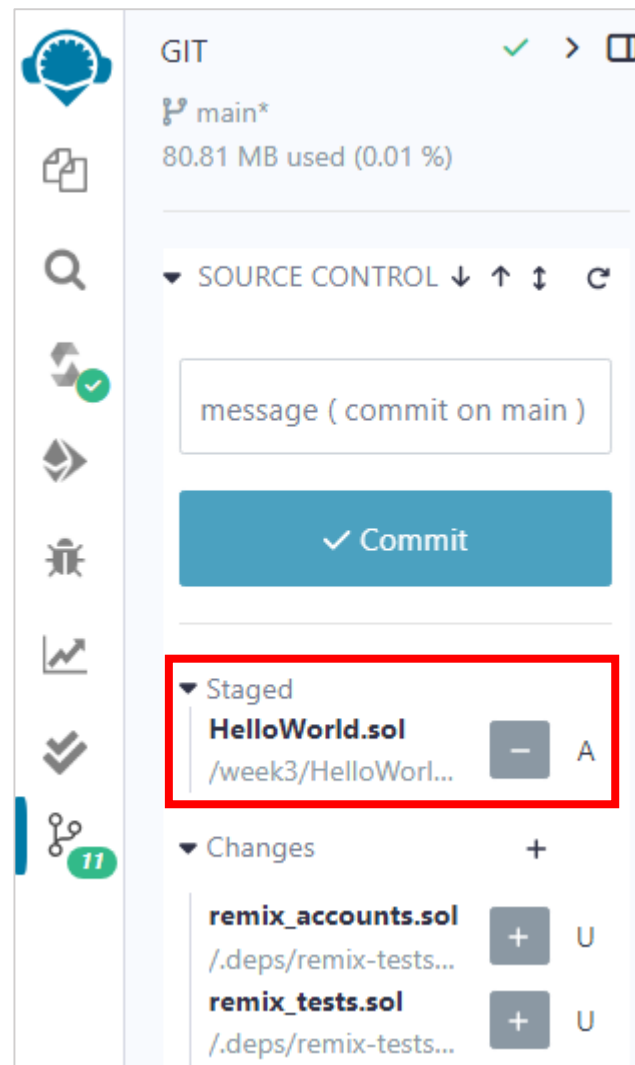 GIT
main*
80.81 MB used (0.01 %)
SOURCE CONTROL
message ( commit on main )
Commit
Staged
HelloWorld.sol
/week3/HelloWorl...
A
Changes
remix_accounts.sol
/.deps/remix-tests...
U
remix_tests.sol
/.deps/remix-tests...
U
11